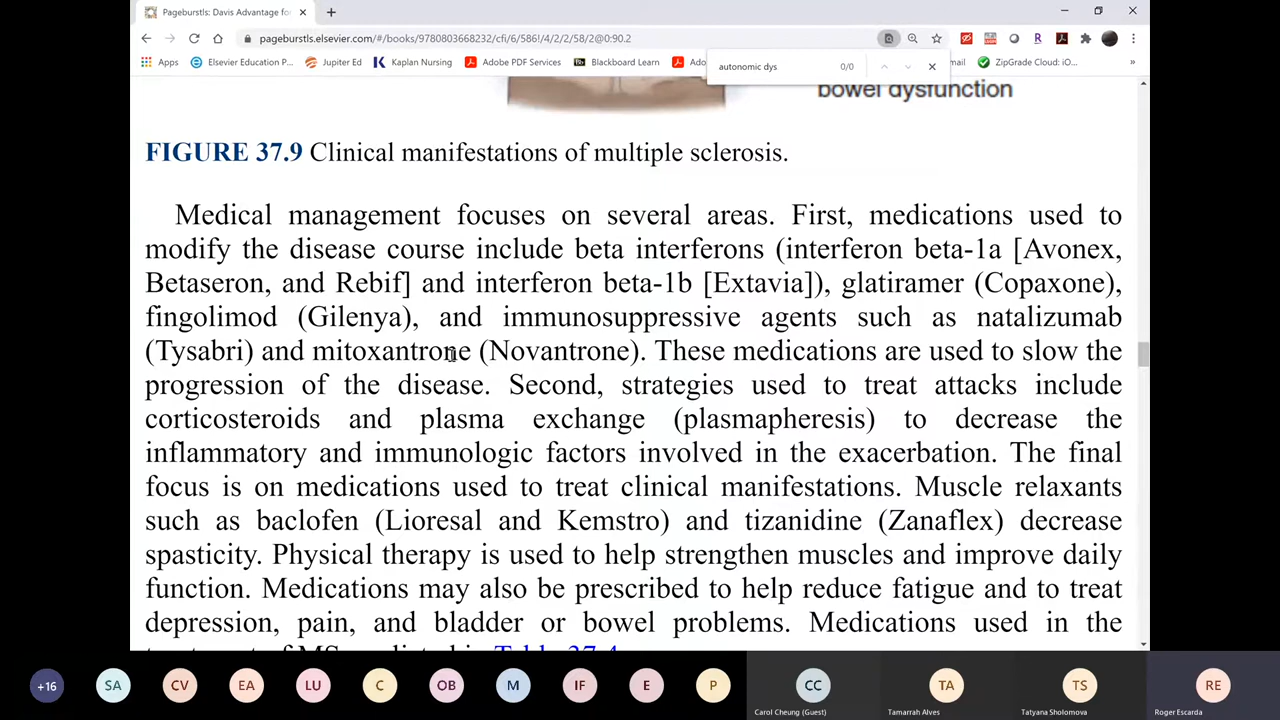 Pageburstls: Davis Advantage for
pageburstls.elsevier.com/#/books/9780803668232/cfi/6/586!/4/2/2/58/2@0:90.2
Apps Elsevier Education P... Jupiter Ed Kaplan Nursing Adobe PDF Services Blackboard Learn Ado mail ZipGrade Cloud: iO...
autonomic dys 0/0
bowel dysfunction
FIGURE 37.9 Clinical manifestations of multiple sclerosis.
Medical management focuses on several areas. First, medications used to
modify the disease course include beta interferons (interferon beta-1a [Avonex,
Betaseron, and Rebif] and interferon beta-1b [Extavia]), glatiramer (Copaxone),
fingolimod (Gilenya), and immunosuppressive agents such as natalizumab
(Tysabri) and mitoxantrone (Novantrone). These medications are used to slow the
progression of the disease. Second, strategies used to treat attacks include
corticosteroids and plasma exchange (plasmapheresis) to decrease the
inflammatory and immunologic factors involved in the exacerbation. The final
focus is on medications used to treat clinical manifestations. Muscle relaxants
such as baclofen (Lioresal and Kemstro) and tizanidine (Zanaflex) decrease
spasticity. Physical therapy is used to help strengthen muscles and improve daily
function. Medications may also be prescribed to help reduce fatigue and to treat
depression, pain, and bladder or bowel problems. Medications used in the
+16 SA CV EA LU C OB M IF E P CC TA TS RE
Carol Cheung (Guest) Tamarrah Alves Tatyana Sholomova Roger Escarda